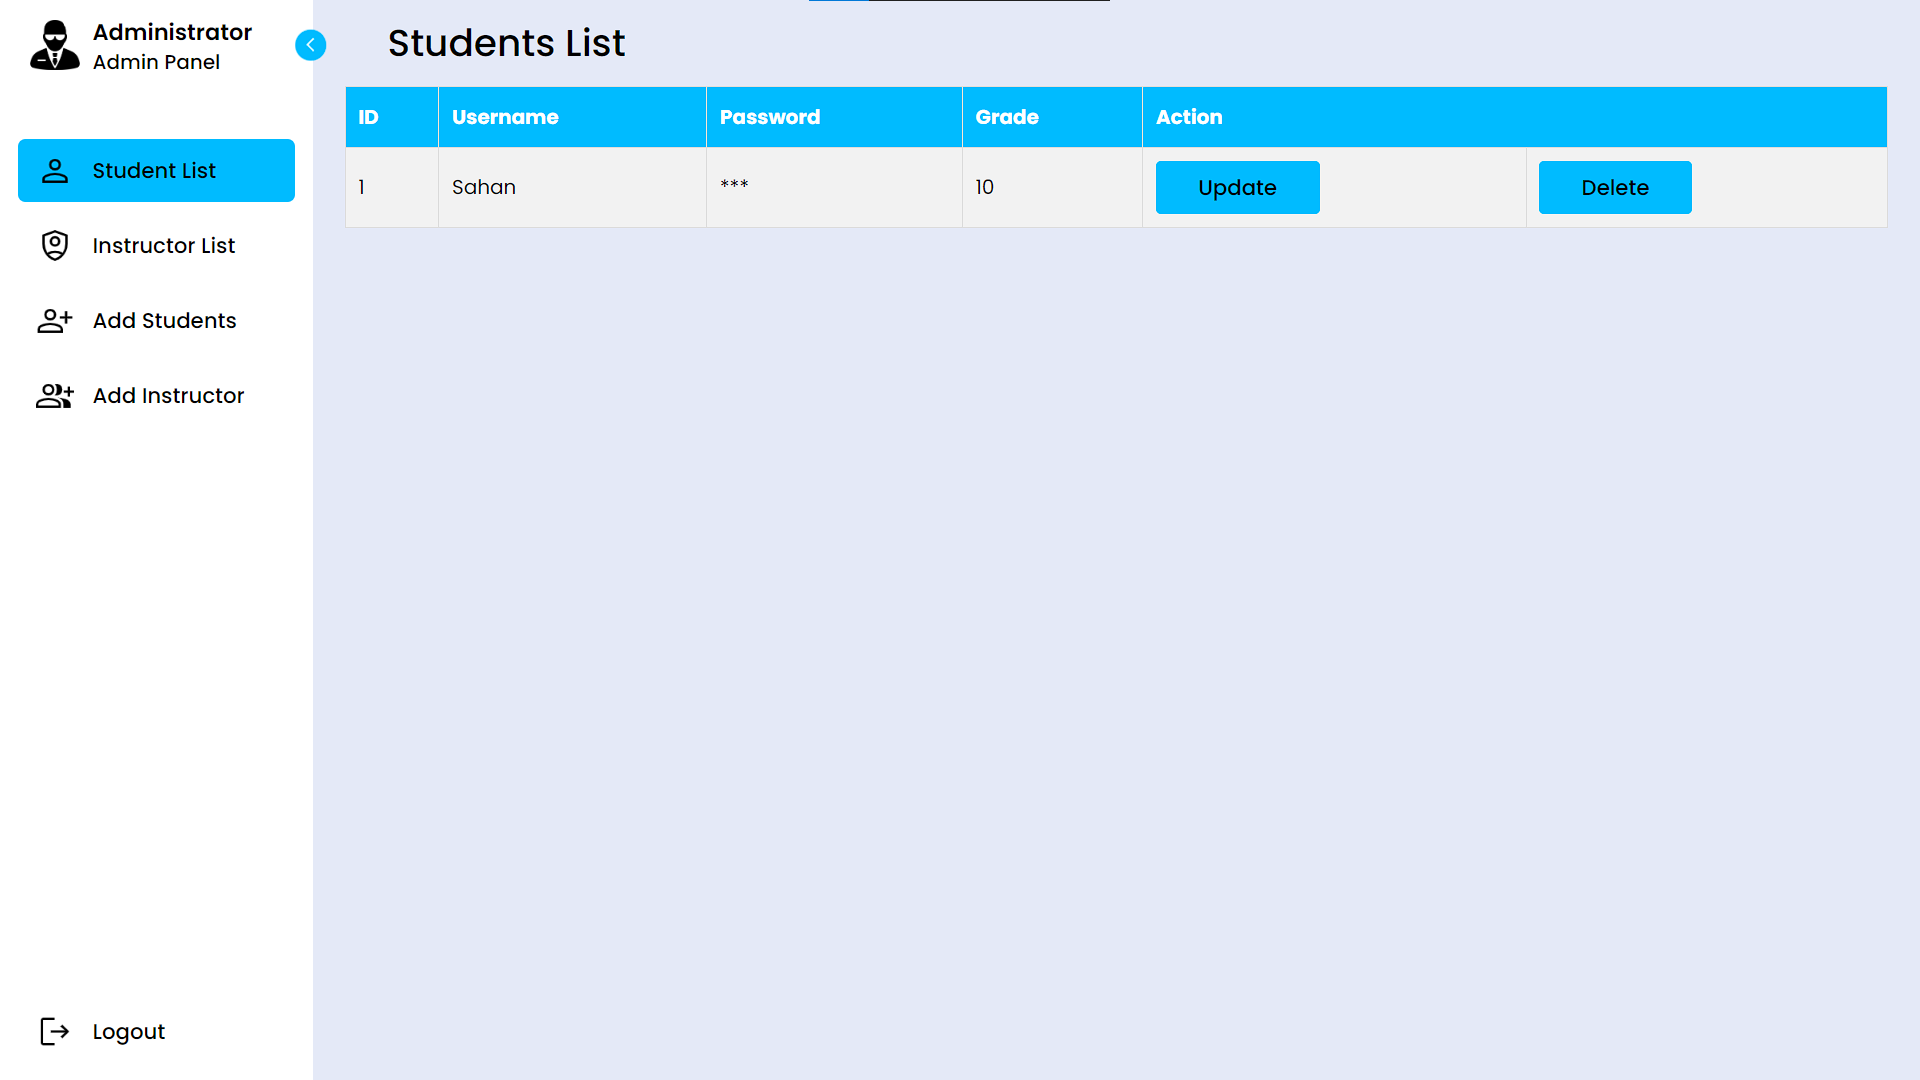 Administrator
Admin Panel
Student List
Instructor List
Add Students
Add Instructor
Logout
Students List
ID Username Password Grade Action
1 Sahan *** 10 Update Delete